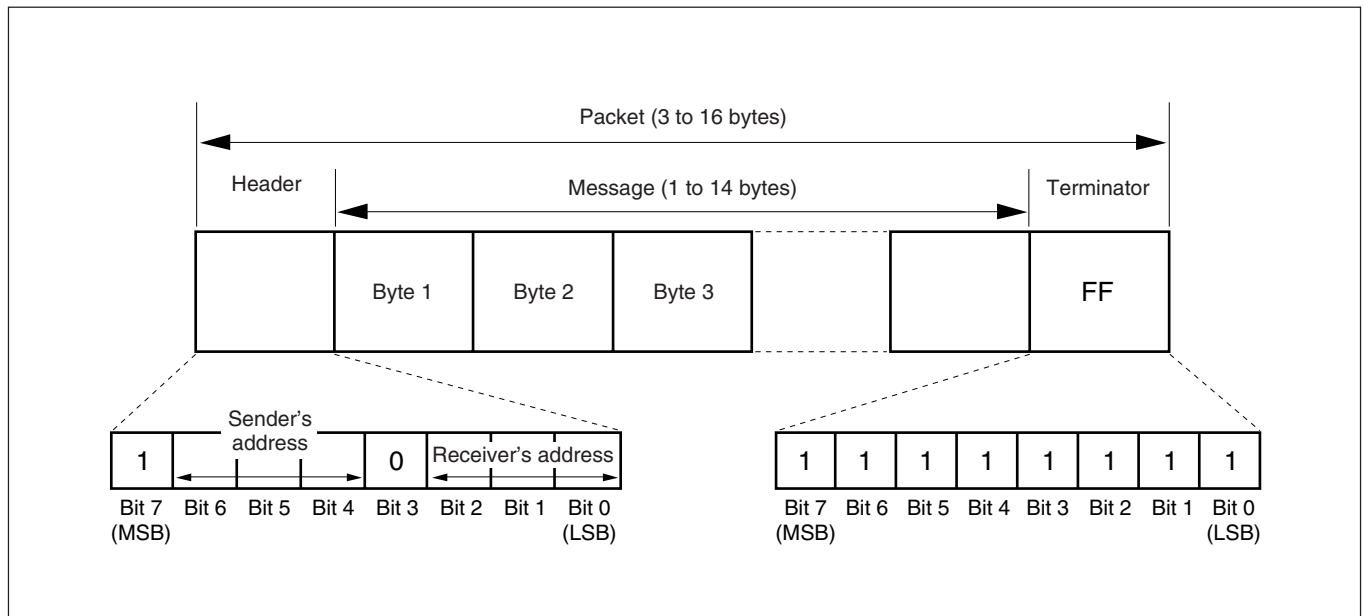 Packet (3 to 16 bytes)
Header
Message (1 to 14 bytes)
Terminator
Byte 1
Byte 2
Byte 3
FF
Sender's
address
1
0
Receiver's address
Bit 7 Bit 6 Bit 5 Bit 4 Bit 3 Bit 2 Bit 1 Bit 0
(MSB) (LSB)
1 1 1 1 1 1 1 1
Bit 7 Bit 6 Bit 5 Bit 4 Bit 3 Bit 2 Bit 1 Bit 0
(MSB) (LSB)